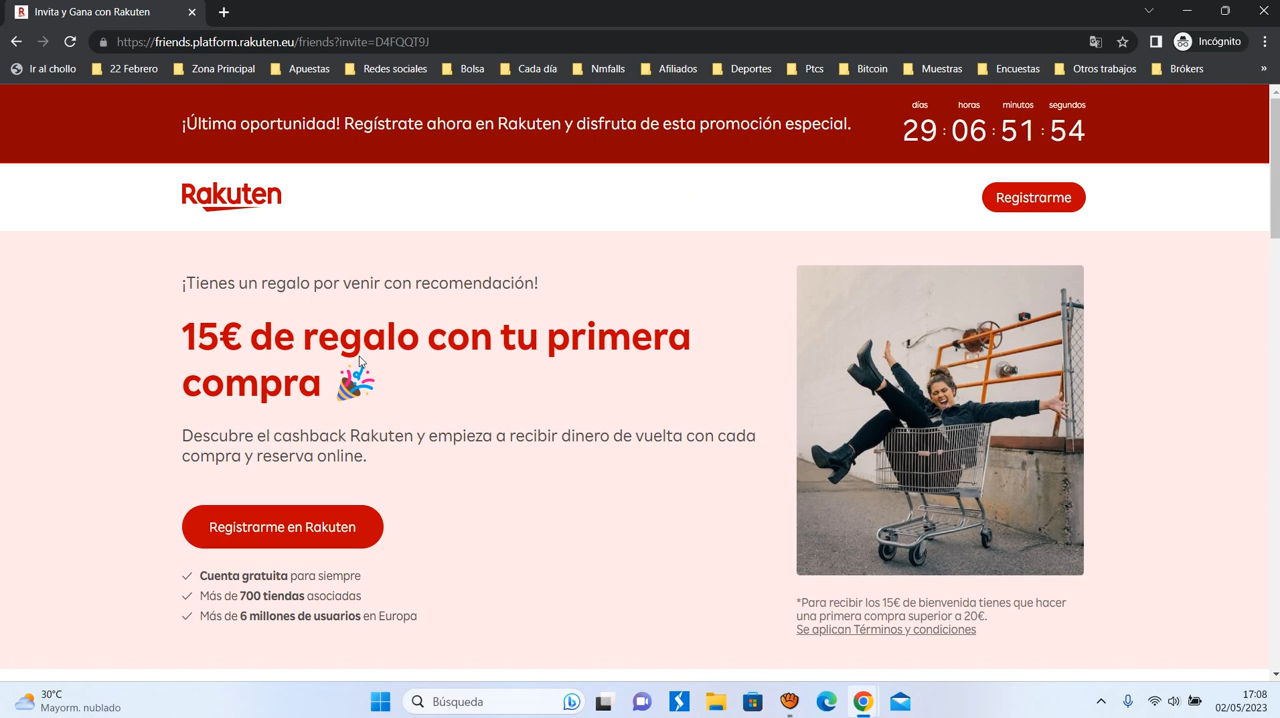 Invita y Gana con Rakuten
https://friends.platform.rakuten.eu/friends?invite=D4FQQT9J
Incógnito
Ir al chollo
22 Febrero
Zona Principal
Apuestas
Redes sociales
Bolsa
Cada día
Nmfalls
Afiliados
Deportes
Ptcs
Bitcoin
Muestras
Encuestas
Otros trabajos
Brókers
»
¡Última oportunidad! Regístrate ahora en Rakuten y disfruta de esta promoción especial.
días horas minutos segundos
29 : 06 : 51 : 54
Rakuten
Registrarme
¡Tienes un regalo por venir con recomendación!
15€ de regalo con tu primera
compra 🎉
Descubre el cashback Rakuten y empieza a recibir dinero de vuelta con cada
compra y reserva online.
Registrarme en Rakuten
Cuenta gratuita para siempre
Más de 700 tiendas asociadas
Más de 6 millones de usuarios en Europa
*Para recibir los 15€ de bienvenida tienes que hacer
una primera compra superior a 20€.
Se aplican Términos y condiciones
30°C
Mayorm. nublado
Búsqueda
17:08
02/05/2023